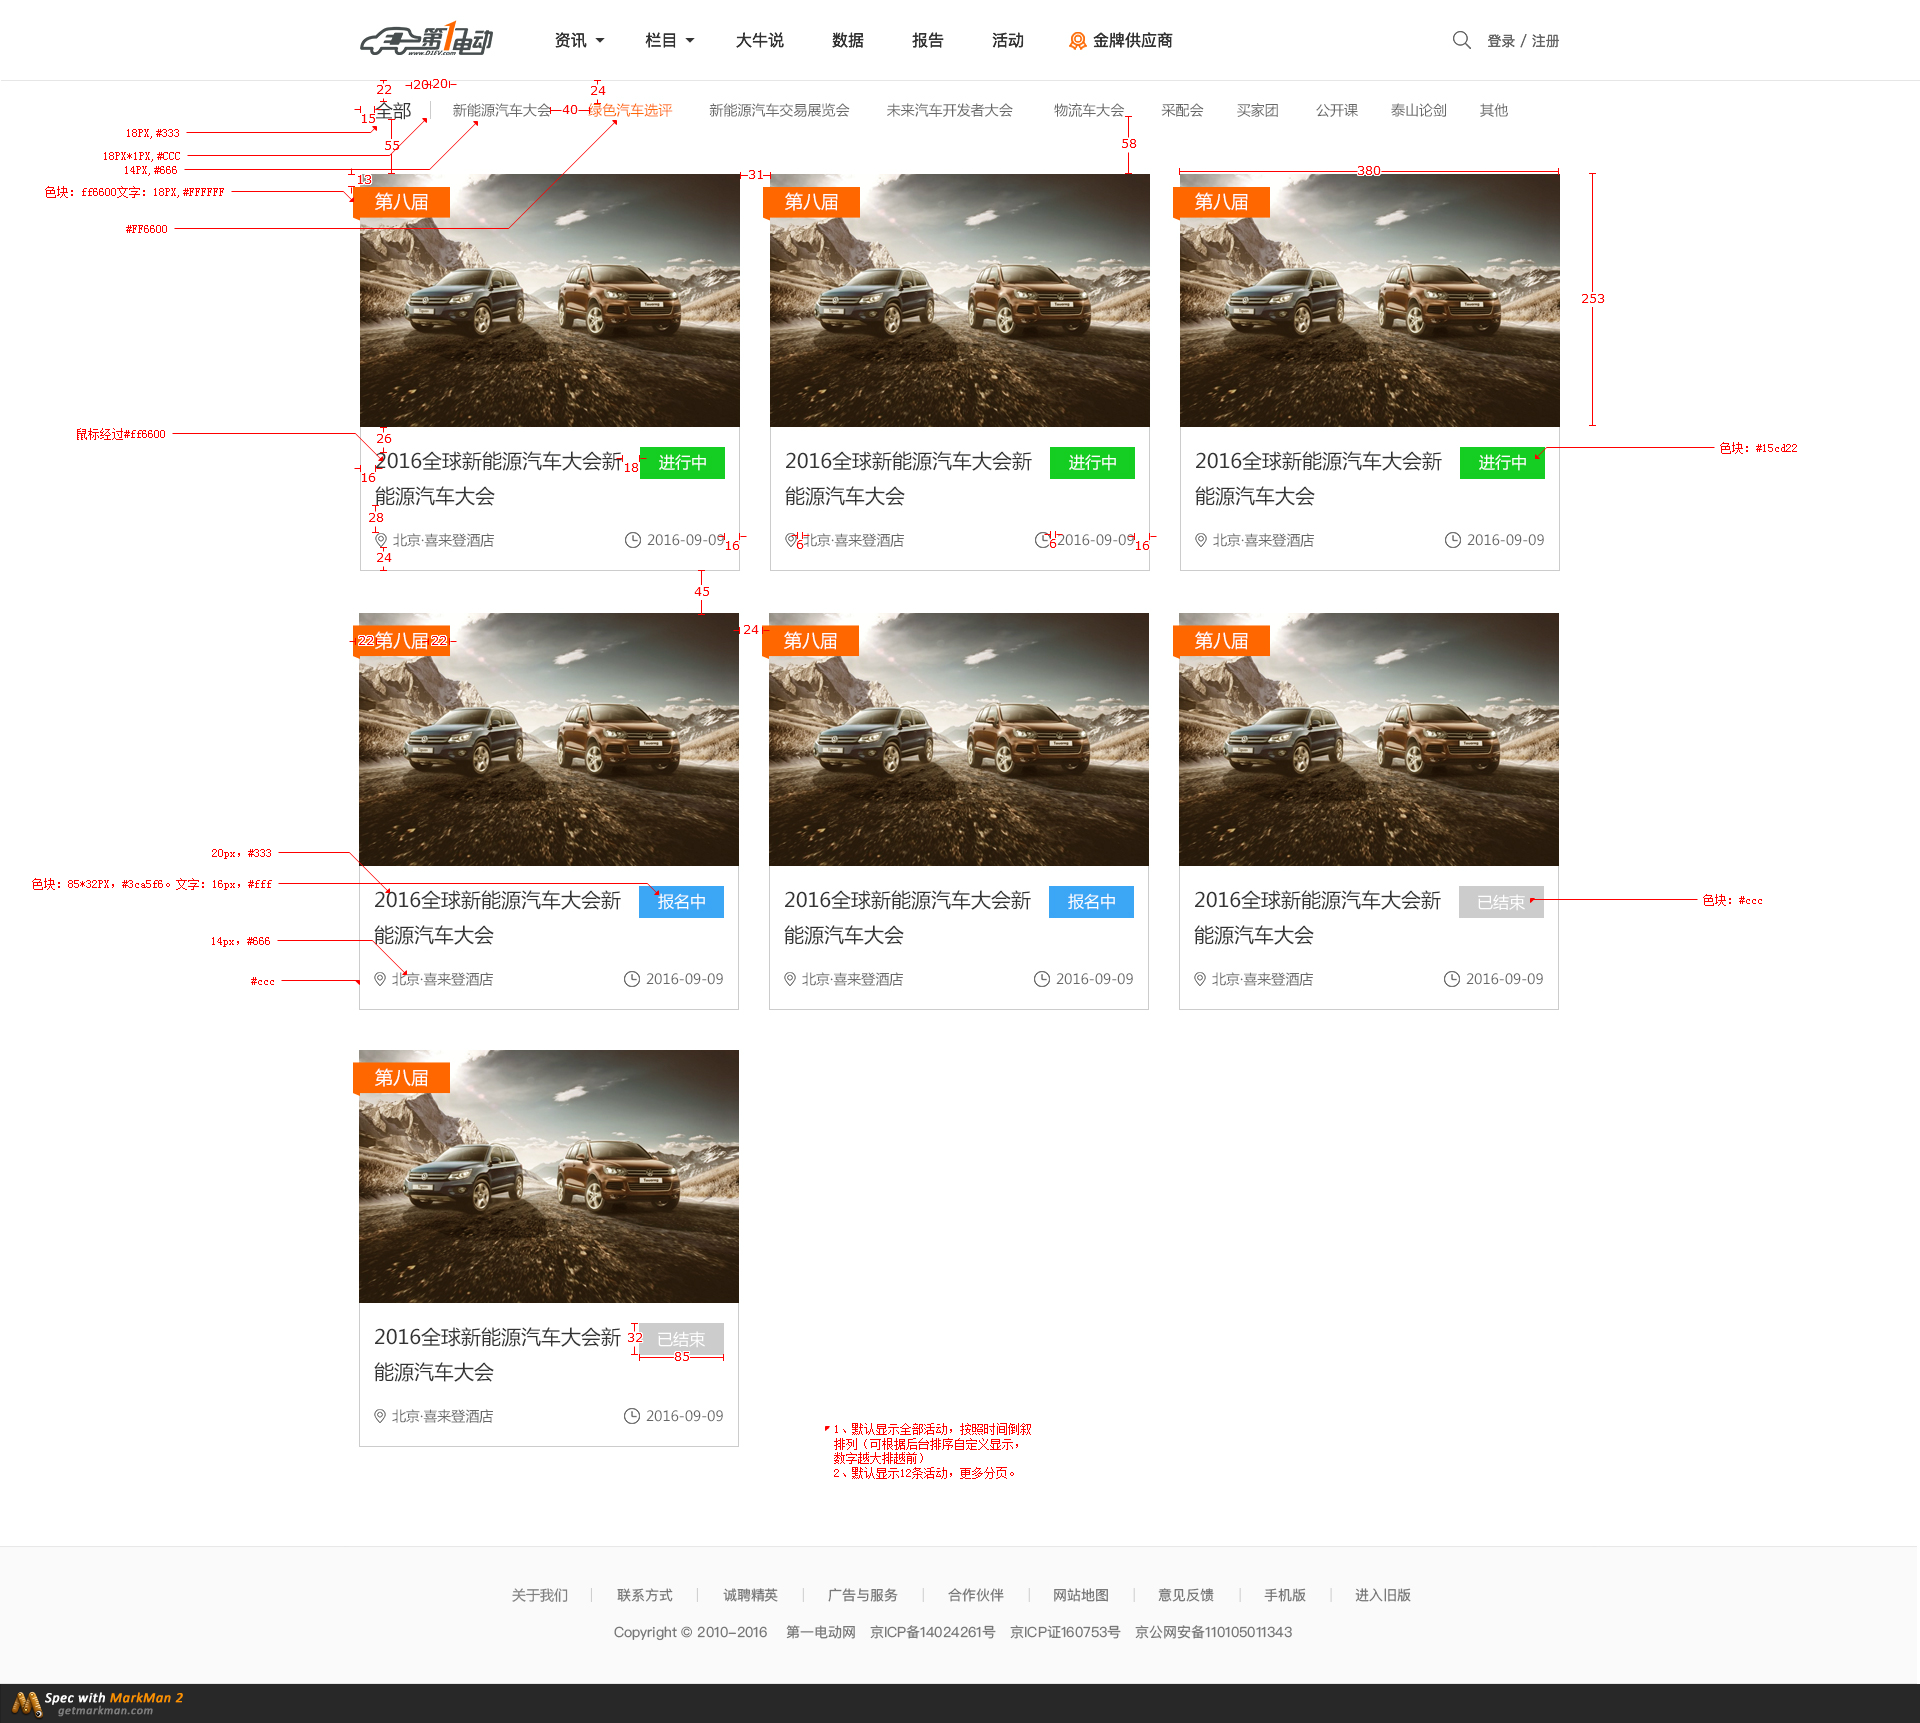 第1电动
www.D1EV.com
资讯 栏目 大牛说 数据 报告 活动 金牌供应商 登录 / 注册
22 20 20 24
全部 新能源汽车大会 40 绿色汽车选评 新能源汽车交易展览会 未来汽车开发者大会 物流车大会 采配会 买家团 公开课 泰山论剑 其他
15
18PX, #333
55 58
18PX*1PX, #CCC
14PX, #666
13 31 380
色块：ff6600文字：18PX, #FFFFFF
第八届 第八届 第八届
#FF6600
253
鼠标经过#ff6600
26
色块：#15cd22
2016全球新能源汽车大会新 18 进行中 2016全球新能源汽车大会新 进行中 2016全球新能源汽车大会新 进行中
16
能源汽车大会 能源汽车大会 能源汽车大会
28
北京·喜来登酒店 2016-09-09 16 6 北京·喜来登酒店 6 2016-09-09 16 北京·喜来登酒店 2016-09-09
24
45
24
22 第八届 22 第八届 第八届
20px，#333
色块：85*32PX，#3ca5f6。文字：16px，#fff
2016全球新能源汽车大会新 报名中 2016全球新能源汽车大会新 报名中 2016全球新能源汽车大会新 已结束 色块：#ccc
能源汽车大会 能源汽车大会 能源汽车大会
14px，#666
北京·喜来登酒店 2016-09-09 北京·喜来登酒店 2016-09-09 北京·喜来登酒店 2016-09-09
#ccc
第八届
2016全球新能源汽车大会新 32 已结束
85
能源汽车大会
北京·喜来登酒店 2016-09-09
1、默认显示全部活动，按照时间倒叙
排列（可根据后台排序自定义显示，
数字越大排越前）
2、默认显示12条活动，更多分页。
关于我们 | 联系方式 | 诚聘精英 | 广告与服务 | 合作伙伴 | 网站地图 | 意见反馈 | 手机版 | 进入旧版
Copyright © 2010-2016 第一电动网 京ICP备14024261号 京ICP证160753号 京公网安备110105011343
Spec with MarkMan 2
getmarkman.com